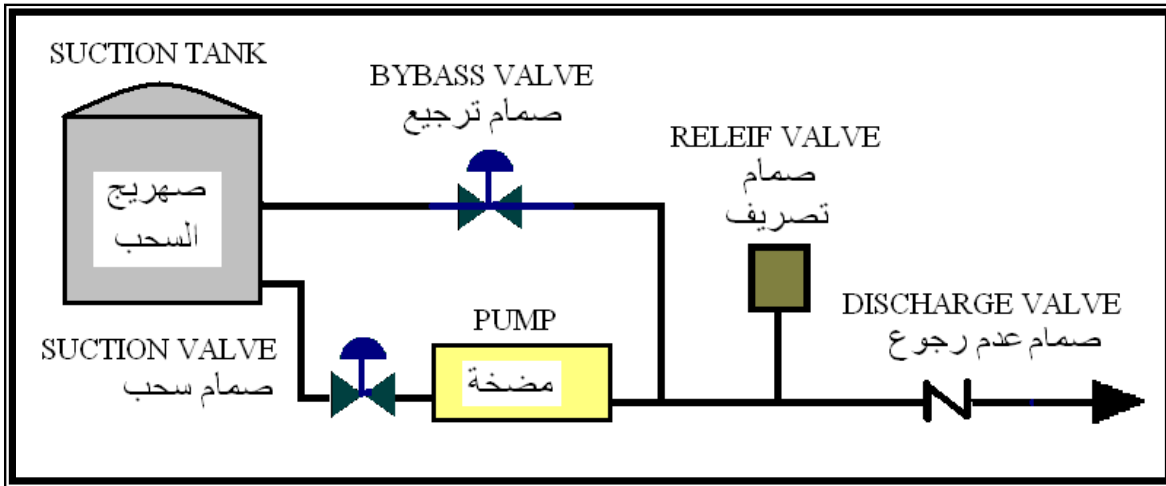 SUCTION TANK
صهريج
السحب
BYBASS VALVE
صمام ترجيع
RELEIF VALVE
صمام
تصريف
SUCTION VALVE
صمام سحب
PUMP
مضخة
DISCHARGE VALVE
صمام عدم رجوع